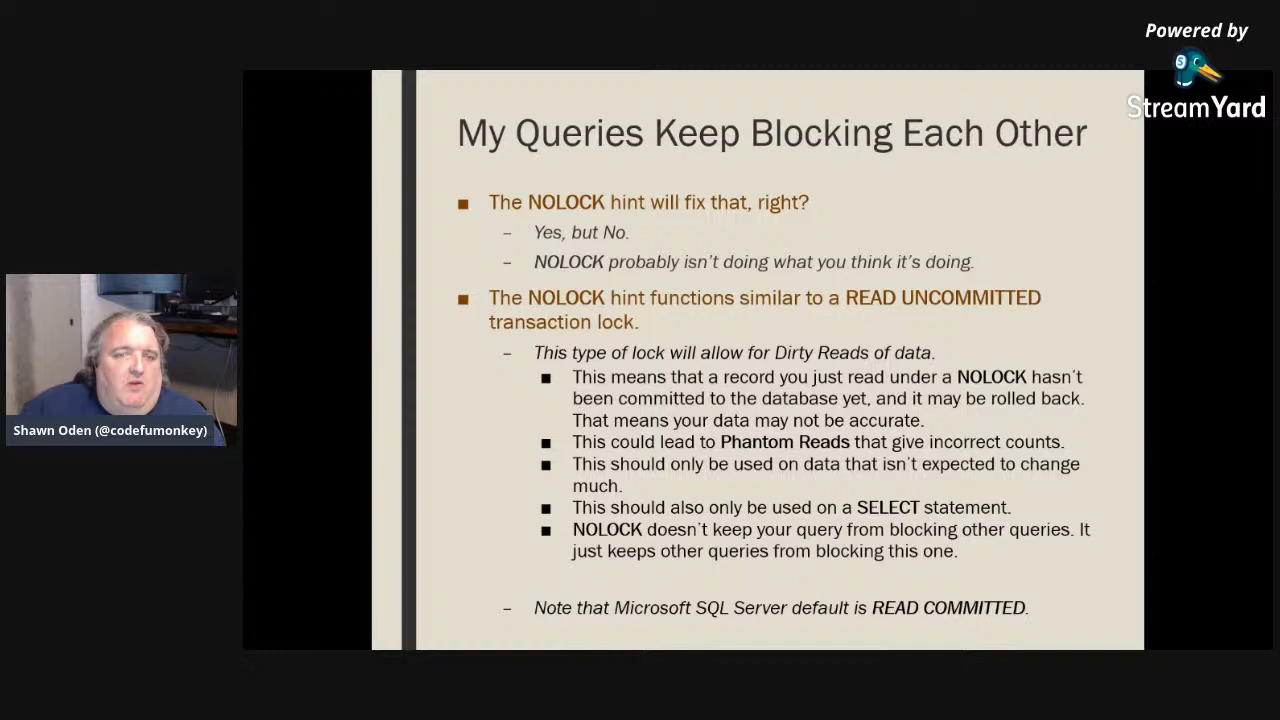 Powered by
StreamYard
My Queries Keep Blocking Each Other
■ The NOLOCK hint will fix that, right?
– Yes, but No.
– NOLOCK probably isn't doing what you think it's doing.
■ The NOLOCK hint functions similar to a READ UNCOMMITTED
transaction lock.
– This type of lock will allow for Dirty Reads of data.
■ This means that a record you just read under a NOLOCK hasn't
been committed to the database yet, and it may be rolled back.
That means your data may not be accurate.
■ This could lead to Phantom Reads that give incorrect counts.
■ This should only be used on data that isn't expected to change
much.
■ This should also only be used on a SELECT statement.
■ NOLOCK doesn't keep your query from blocking other queries. It
just keeps other queries from blocking this one.
– Note that Microsoft SQL Server default is READ COMMITTED.
Shawn Oden (@codefumonkey)